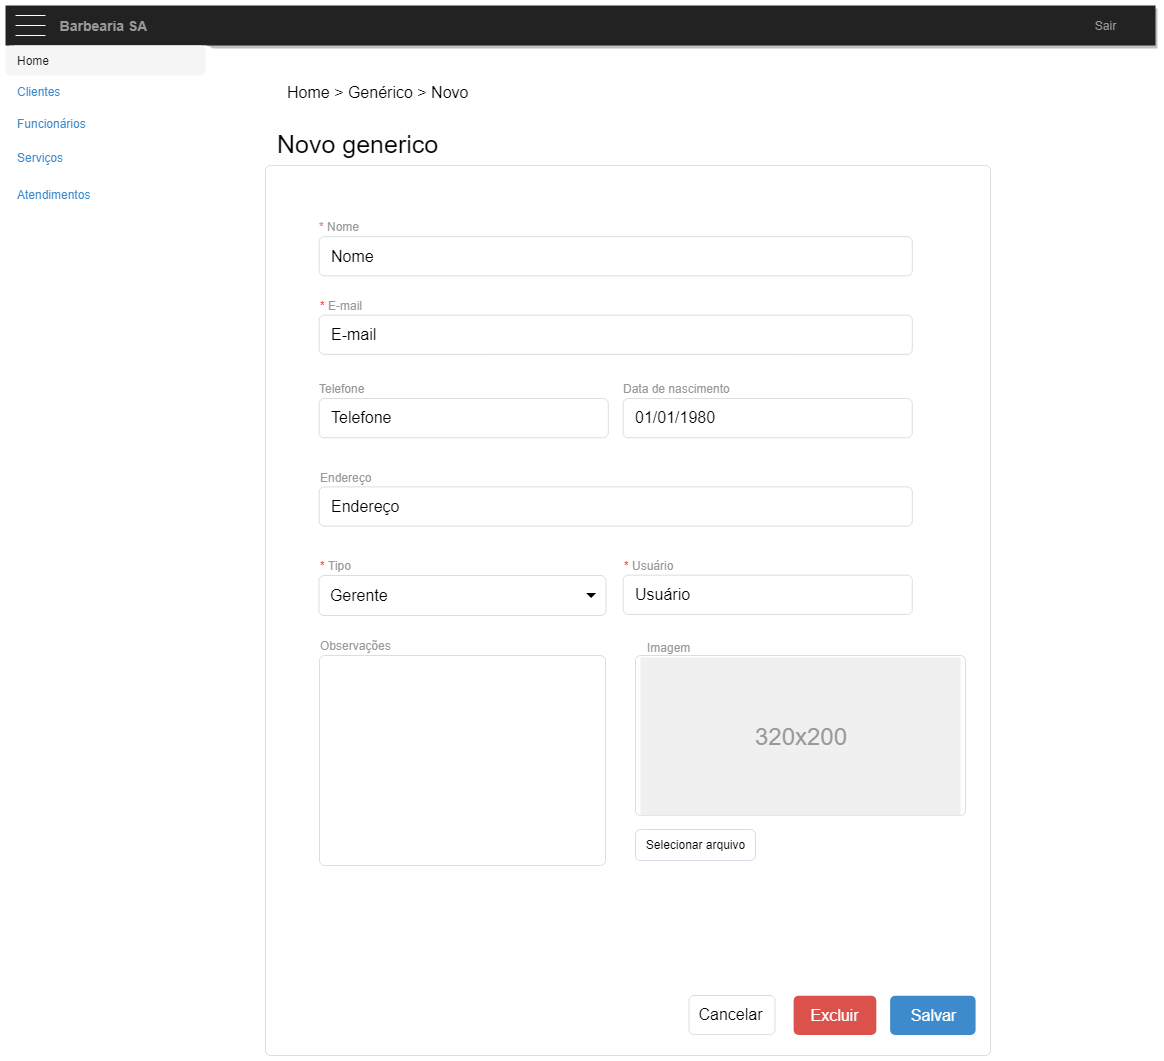 Barbearia SA
Sair
Home
Clientes
Funcionários
Serviços
Atendimentos
Home > Genérico > Novo
Novo generico
* Nome
Nome
* E-mail
E-mail
Telefone
Data de nascimento
Telefone
01/01/1980
Endereço
Endereço
* Tipo
* Usuário
Gerente
Usuário
Observações
Imagem
320x200
Selecionar arquivo
Cancelar
Excluir
Salvar